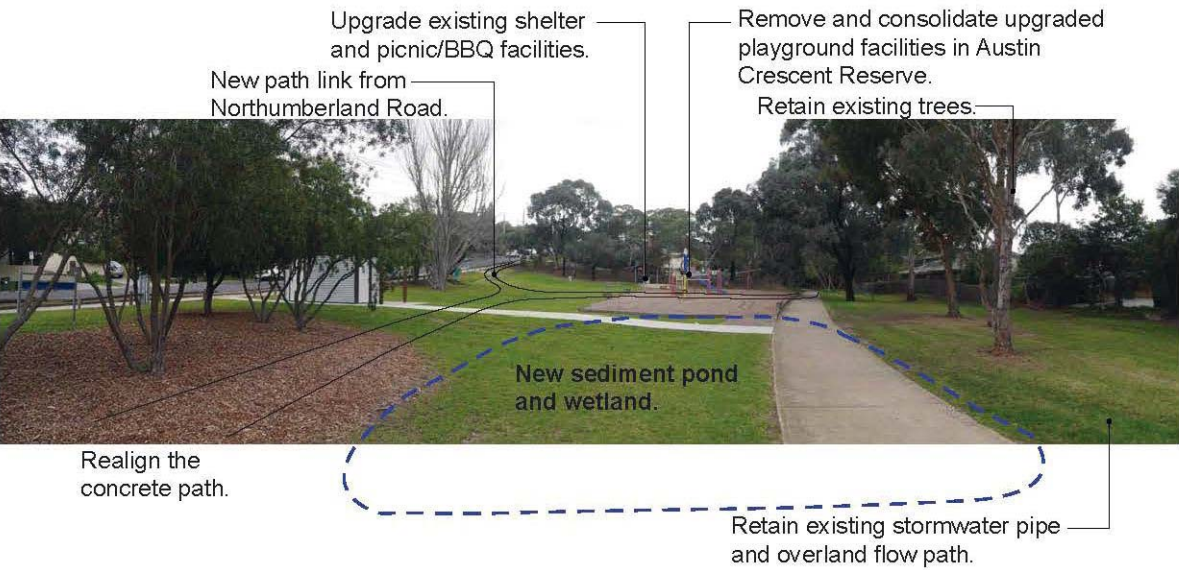 Upgrade existing shelter
and picnic/BBQ facilities.
Remove and consolidate upgraded
playground facilities in Austin
Crescent Reserve.
New path link from
Northumberland Road.
Retain existing trees.
New sediment pond
and wetland.
Realign the
concrete path.
Retain existing stormwater pipe
and overland flow path.